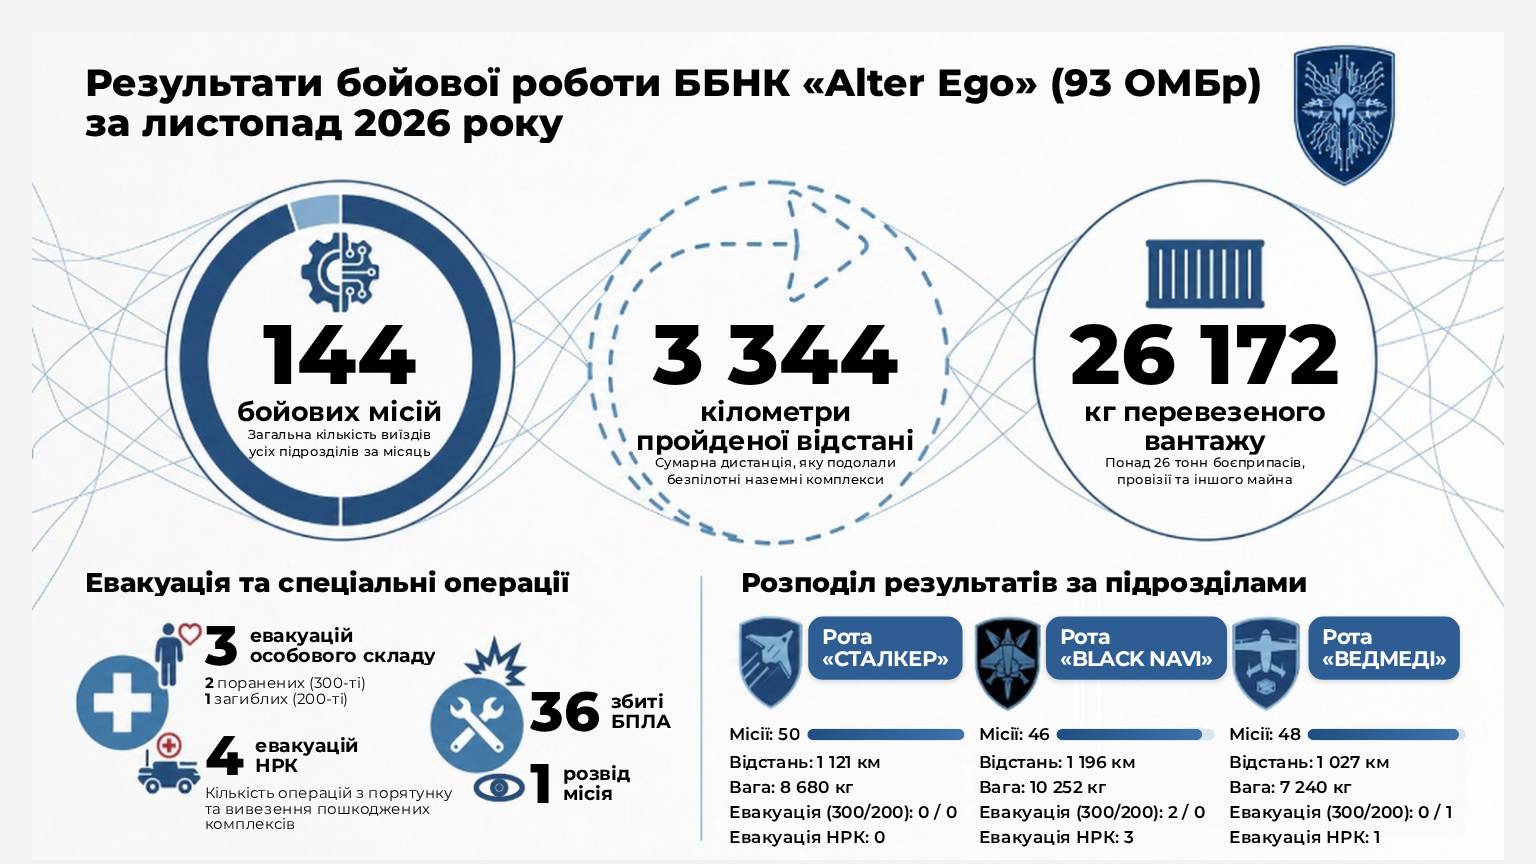 Результати бойової роботи ББНК «Alter Ego» (93 ОМБр)
за листопад 2026 року
144
бойових місій
Загальна кількість виїздів
усіх підрозділів за місяць
3 344
кілометри
пройденої відстані
Сумарна дистанція, яку подолали
безпілотні наземні комплекси
26 172
кг перевезеного
вантажу
Понад 26 тонн боєприпасів,
провізії та іншого майна
Евакуація та спеціальні операції
3 евакуацій
особового складу
2 поранених (300-ті)
1 загиблих (200-ті)
4 евакуацій
НРК
Кількість операцій з порятунку
та вивезення пошкоджених
комплексів
36 збиті
БПЛА
1 розвід
місія
Розподіл результатів за підрозділами
Рота
«СТАЛКЕР»
Місії: 50
Відстань: 1 121 км
Вага: 8 680 кг
Евакуація (300/200): 0 / 0
Евакуація НРК: 0
Рота
«BLACK NAVI»
Місії: 46
Відстань: 1 196 км
Вага: 10 252 кг
Евакуація (300/200): 2 / 0
Евакуація НРК: 3
Рота
«ВЕДМЕДІ»
Місії: 48
Відстань: 1 027 км
Вага: 7 240 кг
Евакуація (300/200): 0 / 1
Евакуація НРК: 1